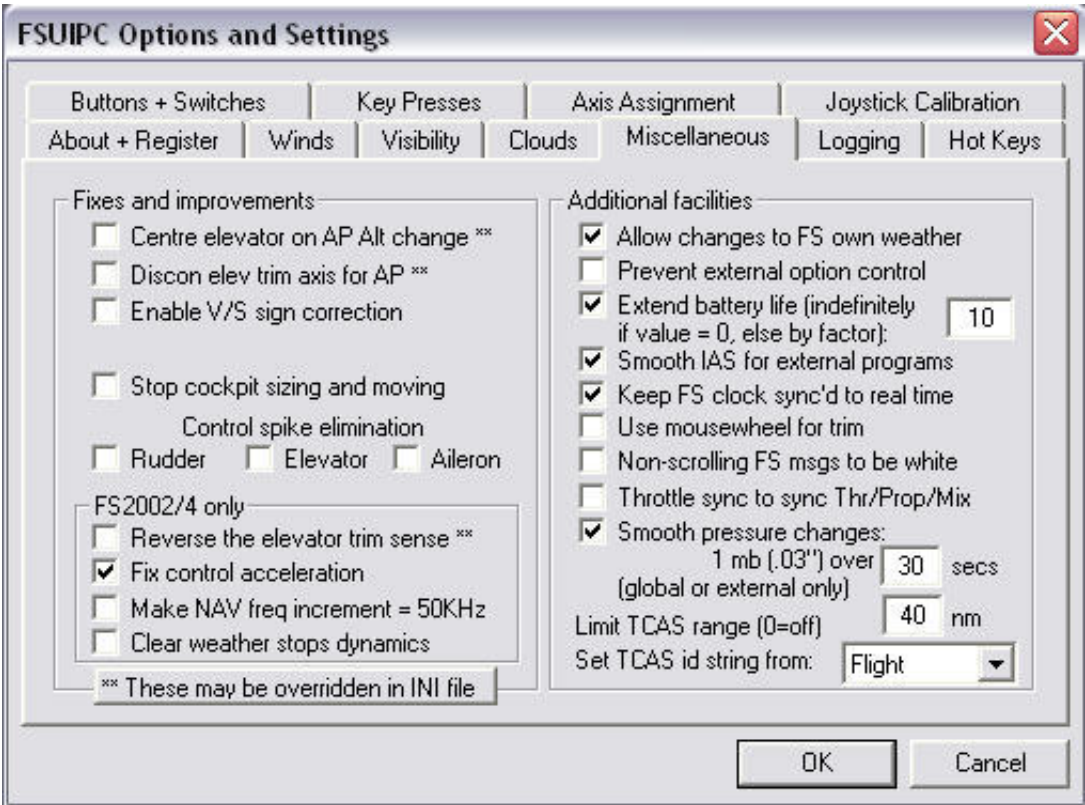 FSUIPC Options and Settings
Buttons + Switches Key Presses Axis Assignment Joystick Calibration
About + Register Winds Visibility Clouds Miscellaneous Logging Hot Keys
Fixes and improvements
Centre elevator on AP Alt change **
Discon elev trim axis for AP **
Enable V/S sign correction
Stop cockpit sizing and moving
Control spike elimination
Rudder Elevator Aileron
FS2002/4 only
Reverse the elevator trim sense **
Fix control acceleration
Make NAV freq increment = 50KHz
Clear weather stops dynamics
** These may be overridden in INI file
Additional facilities
Allow changes to FS own weather
Prevent external option control
Extend battery life (indefinitely
if value = 0, else by factor): 10
Smooth IAS for external programs
Keep FS clock sync'd to real time
Use mousewheel for trim
Non-scrolling FS msgs to be white
Throttle sync to sync Thr/Prop/Mix
Smooth pressure changes:
1 mb (.03") over 30 secs
(global or external only)
Limit TCAS range (0=off) 40 nm
Set TCAS id string from: Flight
OK Cancel